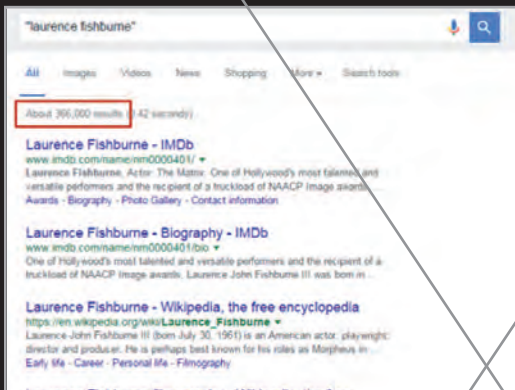 "laurence fishburne"
All Images Videos News Shopping More Search tools
About 366,000 results (0.42 seconds)
Laurence Fishburne - IMDb
www.imdb.com/name/nm0000401/
Laurence Fishburne, Actor: The Matrix. One of Hollywood's most talented and
versatile performers and the recipient of a truckload of NAACP Image awards,
Awards - Biography - Photo Gallery - Contact information
Laurence Fishburne - Biography - IMDb
www.imdb.com/name/nm0000401/bio
One of Hollywood's most talented and versatile performers and the recipient of a
truckload of NAACP Image awards, Laurence John Fishburne III was born in ...
Laurence Fishburne - Wikipedia, the free encyclopedia
https://en.wikipedia.org/wiki/Laurence_Fishburne
Laurence John Fishburne III (born July 30, 1961) is an American actor, playwright,
director and producer. He is perhaps best known for his roles as Morpheus in ...
Early life - Career - Personal life - Filmography